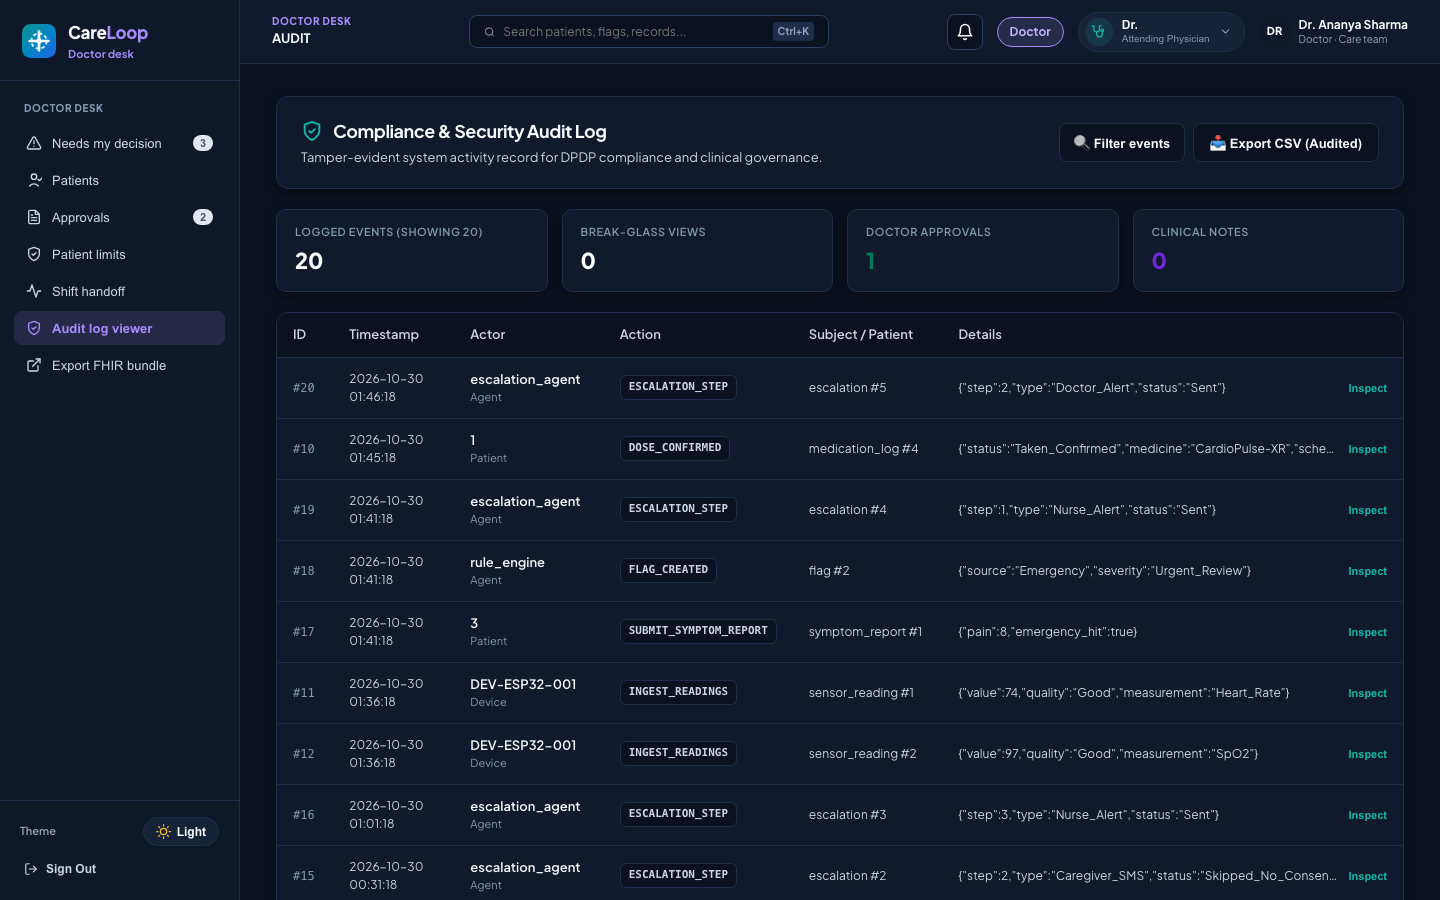 CareLoop
Doctor desk
DOCTOR DESK
Needs my decision 3
Patients
Approvals 2
Patient limits
Shift handoff
Audit log viewer
Export FHIR bundle
Theme
Light
Sign Out
DOCTOR DESK
AUDIT
Search patients, flags, records... Ctrl+K
Doctor
Dr.
Attending Physician
DR
Dr. Ananya Sharma
Doctor · Care team
Compliance & Security Audit Log
Tamper-evident system activity record for DPDP compliance and clinical governance.
Filter events
Export CSV (Audited)
LOGGED EVENTS (SHOWING 20)
20
BREAK-GLASS VIEWS
0
DOCTOR APPROVALS
1
CLINICAL NOTES
0
ID Timestamp Actor Action Subject / Patient Details
#20 2026-10-30 01:46:18 escalation_agent Agent ESCALATION_STEP escalation #5 {"step":2,"type":"Doctor_Alert","status":"Sent"} Inspect
#10 2026-10-30 01:45:18 1 Patient DOSE_CONFIRMED medication_log #4 {"status":"Taken_Confirmed","medicine":"CardioPulse-XR","sche... Inspect
#19 2026-10-30 01:41:18 escalation_agent Agent ESCALATION_STEP escalation #4 {"step":1,"type":"Nurse_Alert","status":"Sent"} Inspect
#18 2026-10-30 01:41:18 rule_engine Agent FLAG_CREATED flag #2 {"source":"Emergency","severity":"Urgent_Review"} Inspect
#17 2026-10-30 01:41:18 3 Patient SUBMIT_SYMPTOM_REPORT symptom_report #1 {"pain":8,"emergency_hit":true} Inspect
#11 2026-10-30 01:36:18 DEV-ESP32-001 Device INGEST_READINGS sensor_reading #1 {"value":74,"quality":"Good","measurement":"Heart_Rate"} Inspect
#12 2026-10-30 01:36:18 DEV-ESP32-001 Device INGEST_READINGS sensor_reading #2 {"value":97,"quality":"Good","measurement":"SpO2"} Inspect
#16 2026-10-30 01:01:18 escalation_agent Agent ESCALATION_STEP escalation #3 {"step":3,"type":"Nurse_Alert","status":"Sent"} Inspect
#15 2026-10-30 00:31:18 escalation_agent Agent ESCALATION_STEP escalation #2 {"step":2,"type":"Caregiver_SMS","status":"Skipped_No_Consen... Inspect